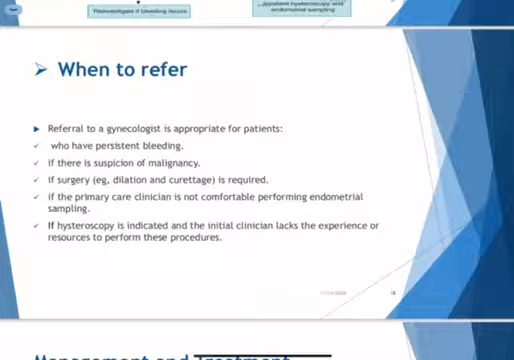 Reinvestigate if bleeding recurs
hysteroscopy and
endometrial sampling
When to refer
Referral to a gynecologist is appropriate for patients:
who have persistent bleeding.
if there is suspicion of malignancy.
if surgery (eg, dilation and curettage) is required.
if the primary care clinician is not comfortable performing endometrial
sampling.
If hysteroscopy is indicated and the initial clinician lacks the experience or
resources to perform these procedures.
Management and Treatment